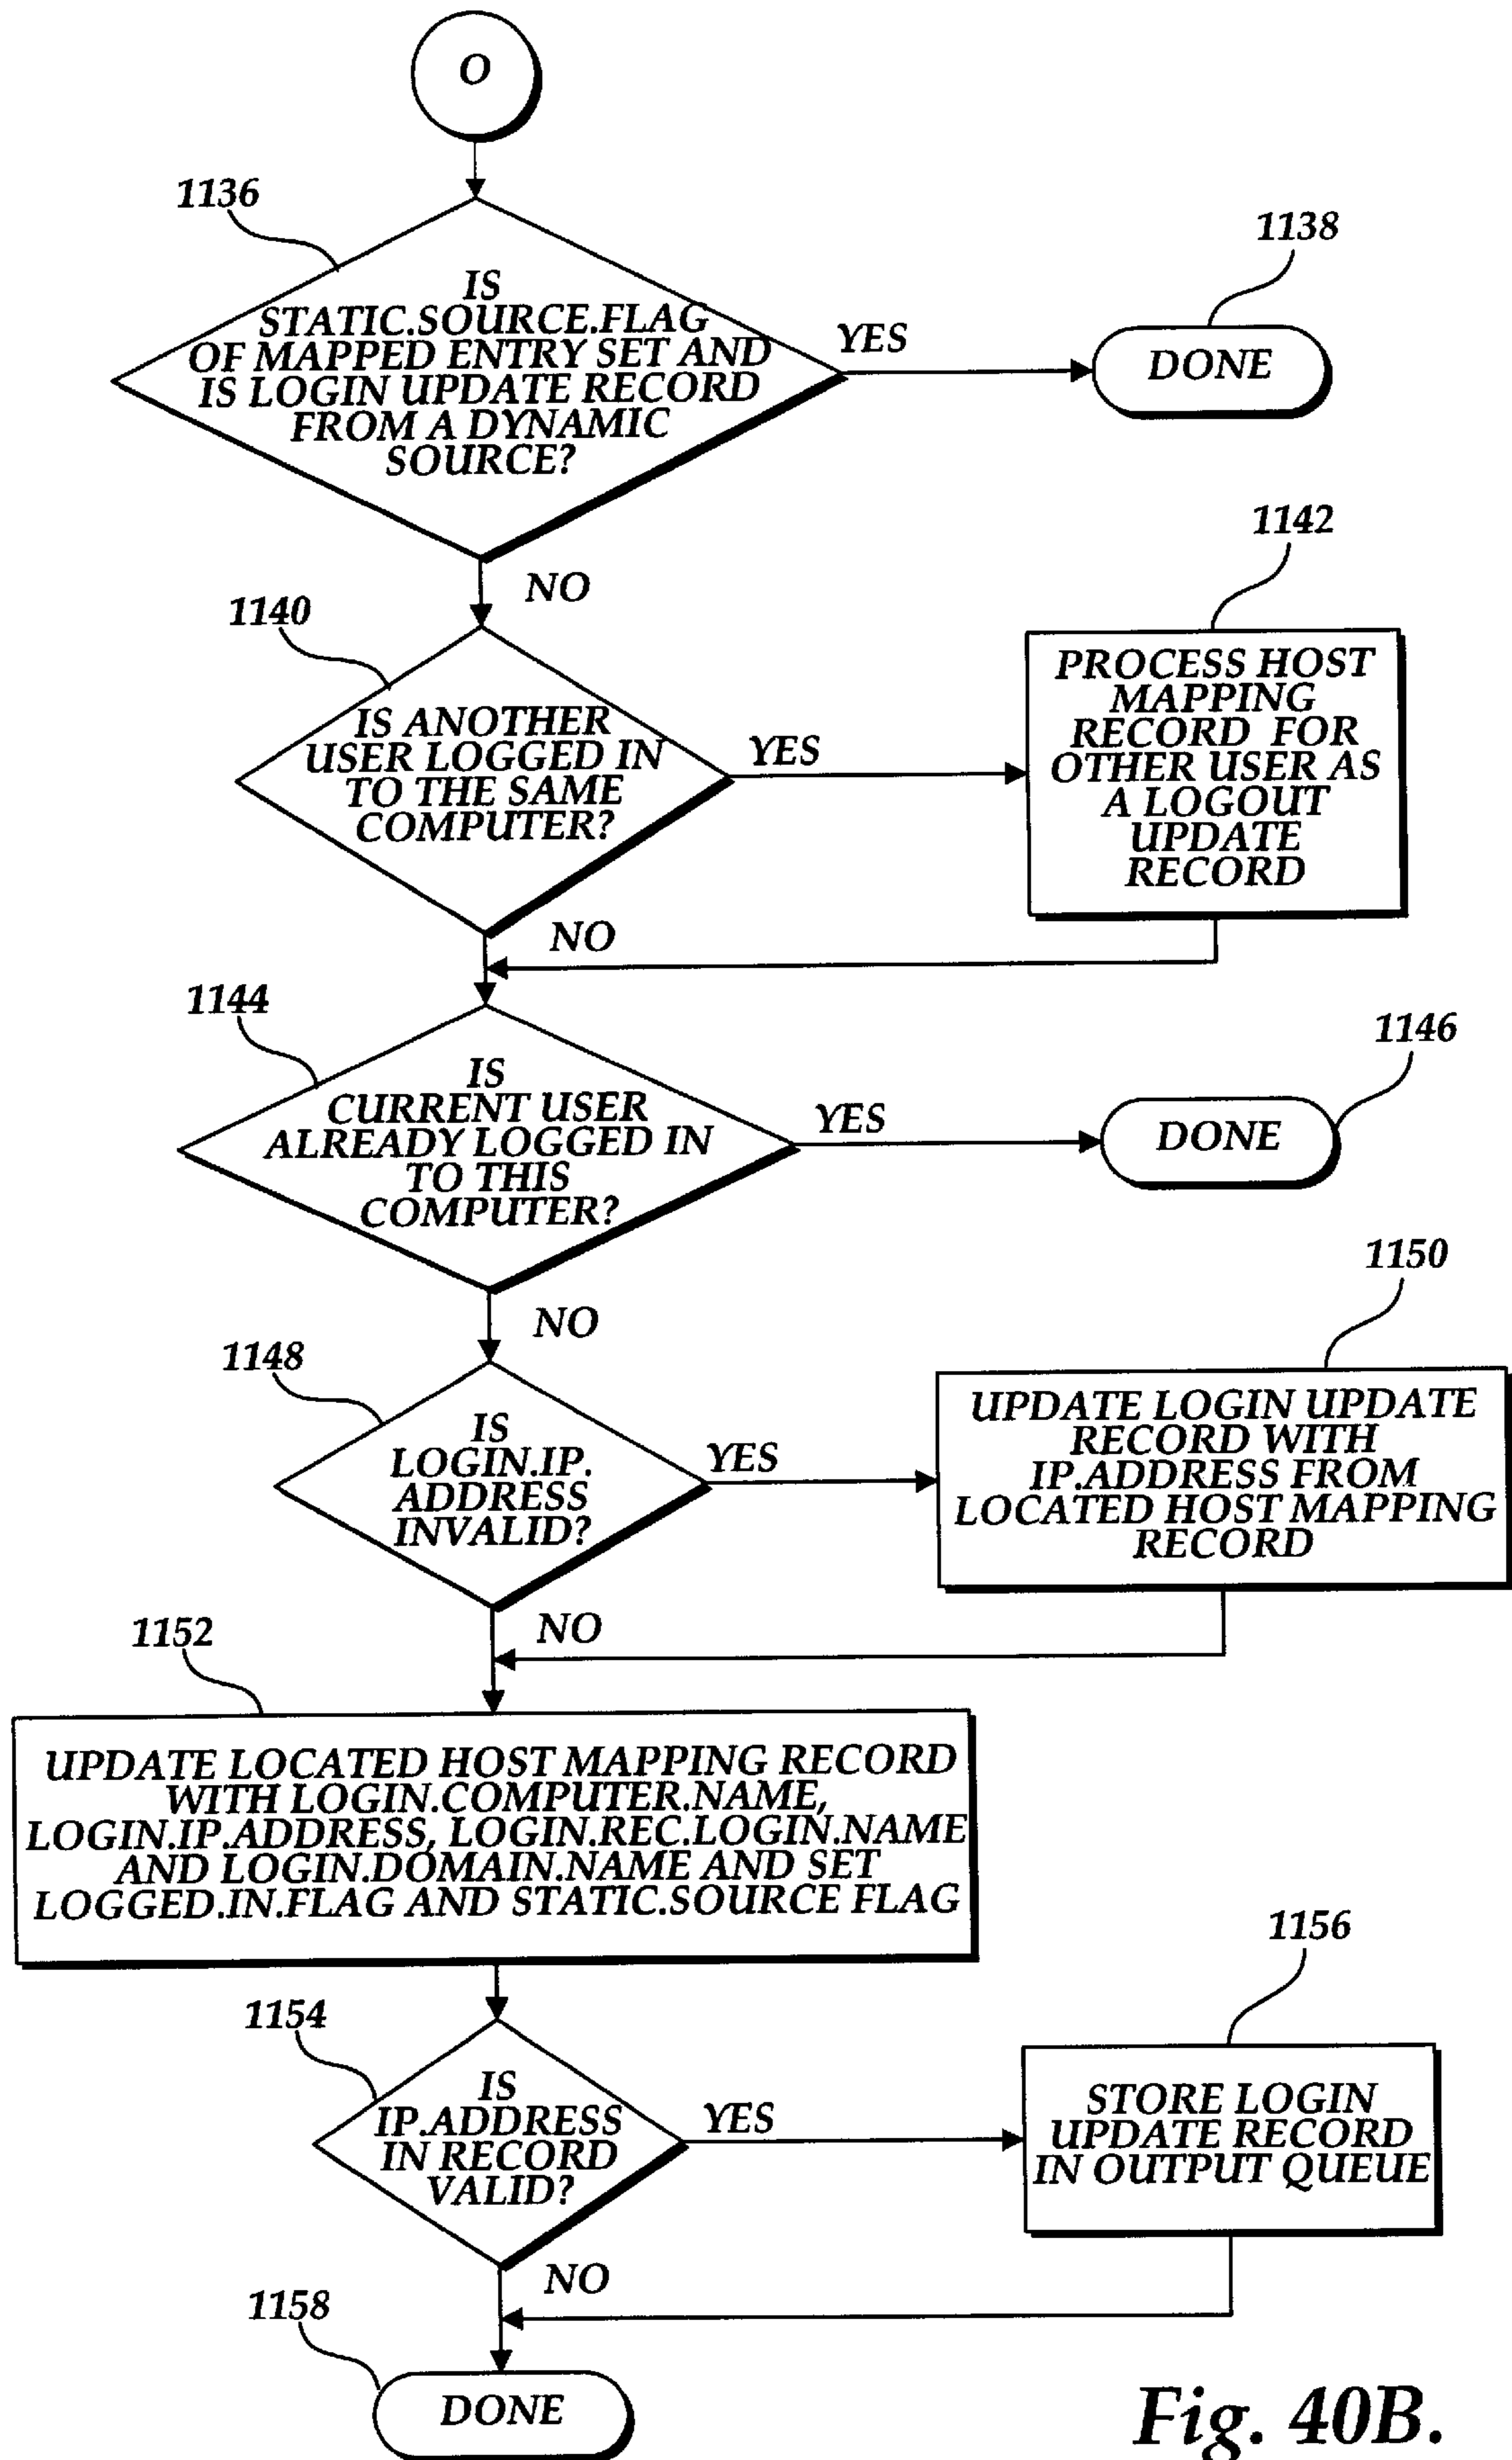 O
1136
IS
STATIC.SOURCE.FLAG
OF MAPPED ENTRY SET AND
IS LOGIN UPDATE RECORD
FROM A DYNAMIC
SOURCE?
YES
1138
DONE
NO
1140
IS ANOTHER
USER LOGGED IN
TO THE SAME
COMPUTER?
YES
1142
PROCESS HOST
MAPPING
RECORD FOR
OTHER USER AS
A LOGOUT
UPDATE
RECORD
NO
1144
IS
CURRENT USER
ALREADY LOGGED IN
TO THIS
COMPUTER?
YES
1146
DONE
NO
1148
IS
LOGIN.IP.
ADDRESS
INVALID?
YES
1150
UPDATE LOGIN UPDATE
RECORD WITH
IP.ADDRESS FROM
LOCATED HOST MAPPING
RECORD
NO
1152
UPDATE LOCATED HOST MAPPING RECORD
WITH LOGIN.COMPUTER.NAME,
LOGIN.IP.ADDRESS, LOGIN.REC.LOGIN.NAME
AND LOGIN.DOMAIN.NAME AND SET
LOGGED.IN.FLAG AND STATIC.SOURCE FLAG
1154
IS
IP.ADDRESS
IN RECORD
VALID?
YES
1156
STORE LOGIN
UPDATE RECORD
IN OUTPUT QUEUE
NO
1158
DONE
Fig. 40B.